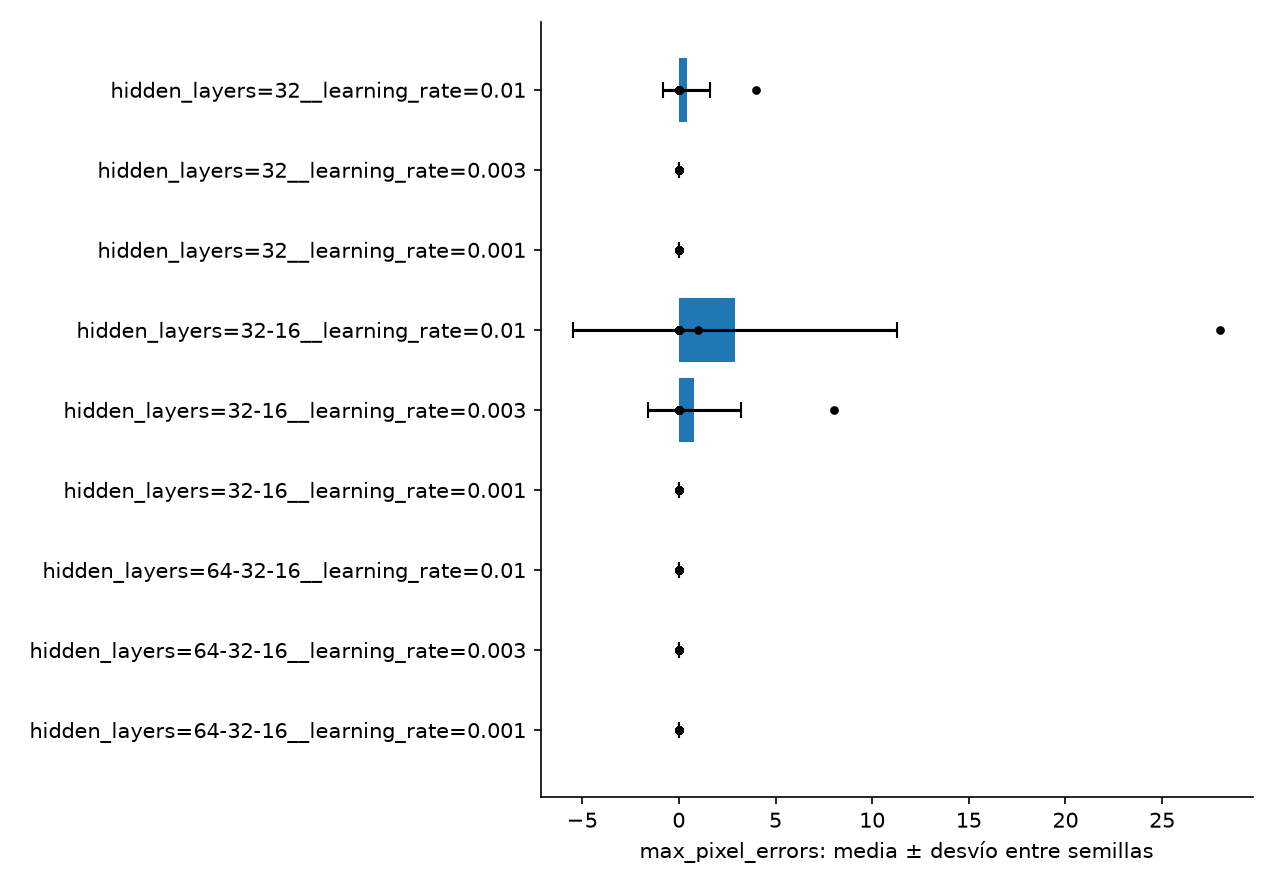 hidden_layers=32__learning_rate=0.01
hidden_layers=32__learning_rate=0.003
hidden_layers=32__learning_rate=0.001
hidden_layers=32-16__learning_rate=0.01
hidden_layers=32-16__learning_rate=0.003
hidden_layers=32-16__learning_rate=0.001
hidden_layers=64-32-16__learning_rate=0.01
hidden_layers=64-32-16__learning_rate=0.003
hidden_layers=64-32-16__learning_rate=0.001
−5 0 5 10 15 20 25
max_pixel_errors: media ± desvío entre semillas